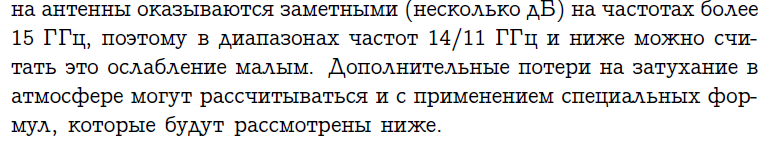 на антенны оказываются заметными (несколько дБ) на частотах более
15 ГГц, поэтому в диапазонах частот 14/11 ГГц и ниже можно счи-
тать это ослабление малым. Дополнительные потери на затухание в
атмосфере могут рассчитываться и с применением специальных фор-
мул, которые будут рассмотрены ниже.